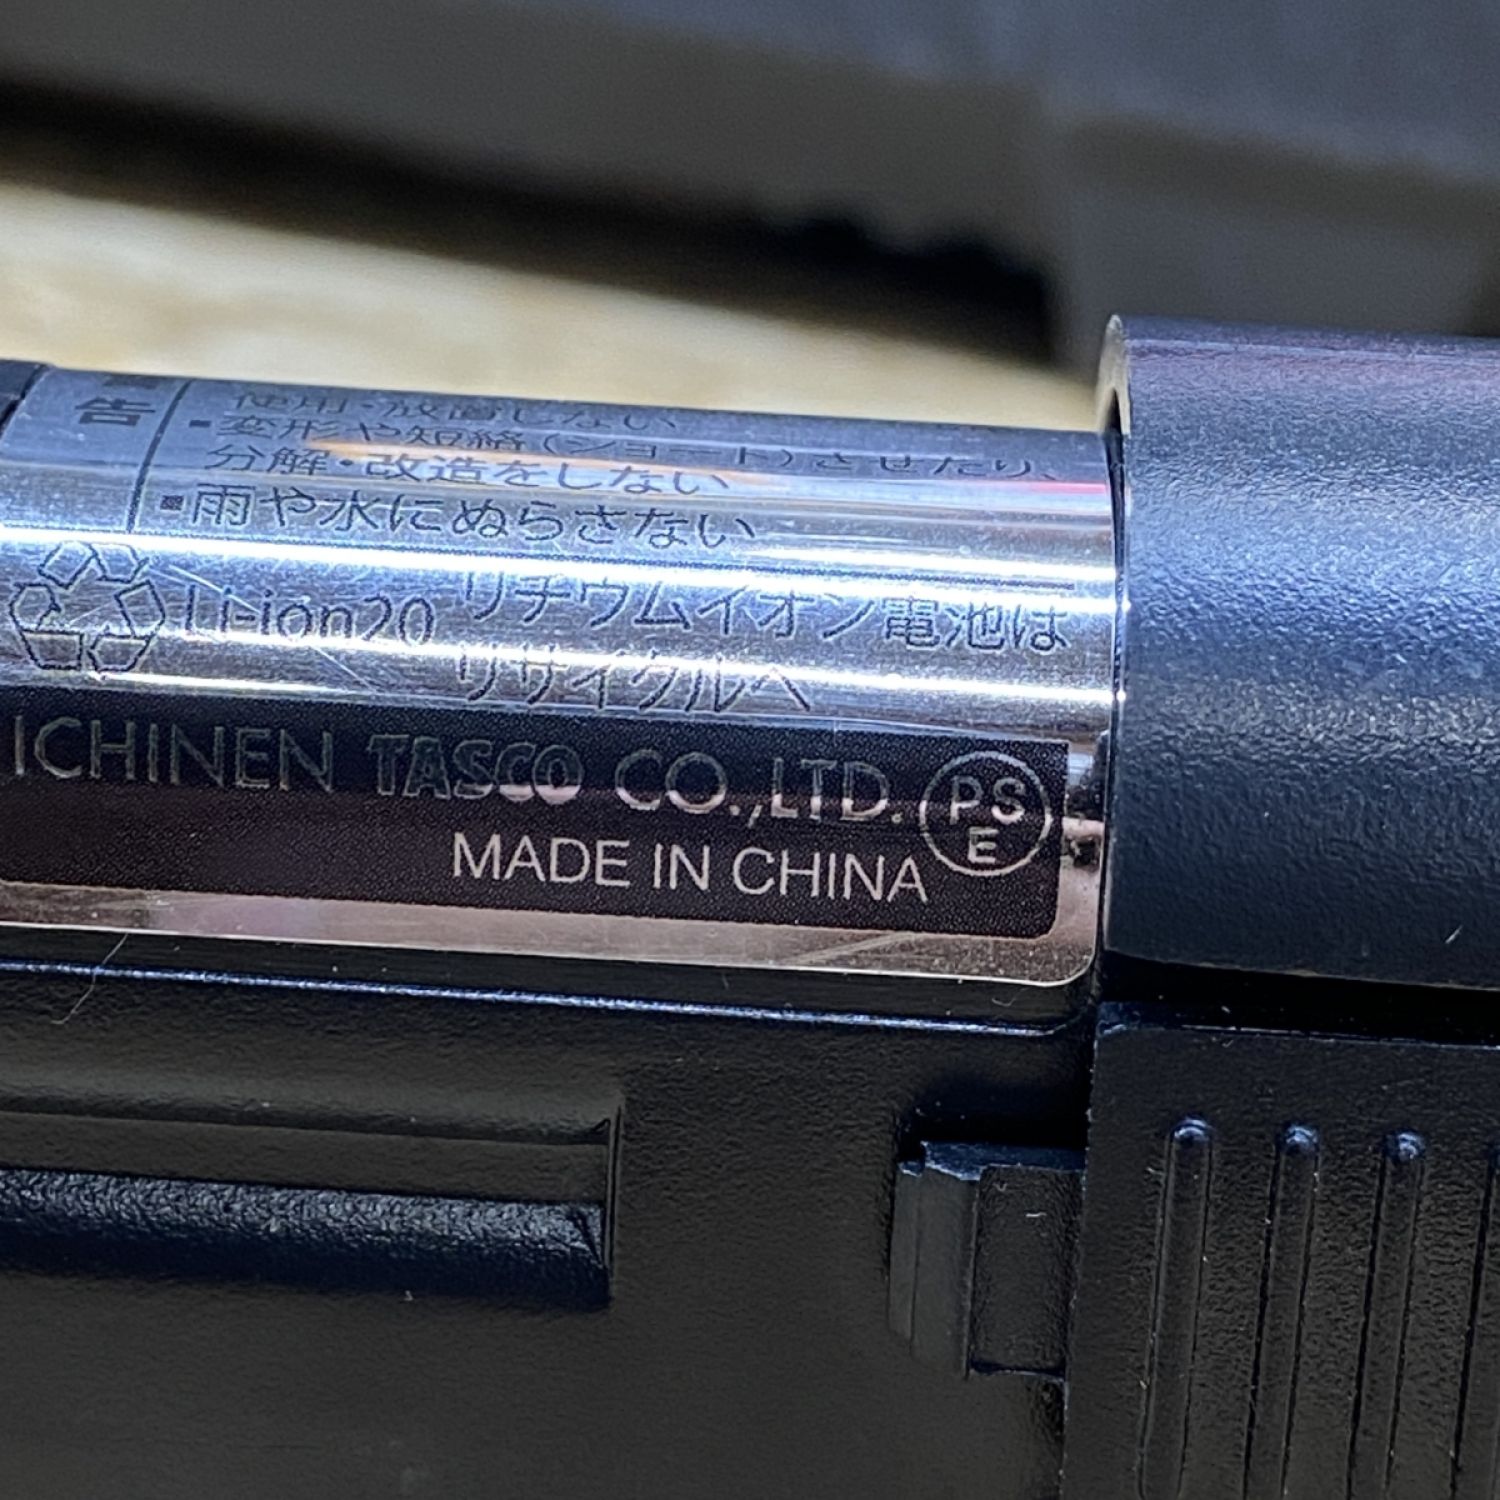 告
使用・放置しない
・変形や短絡(ショート)させたり、
分解・改造をしない
・雨や水にぬらさない
Li-ion20
リチウムイオン電池は
リサイクルへ
ICHINEN TASCO CO.,LTD.
PS
E
MADE IN CHINA